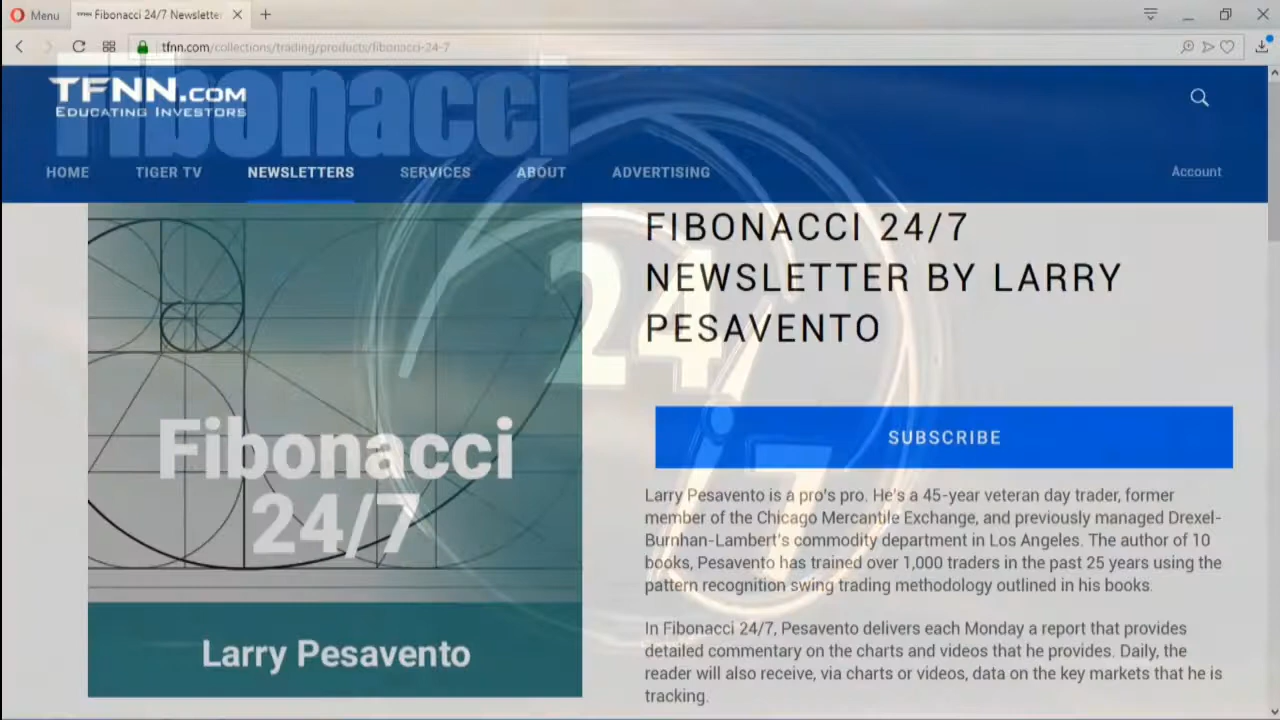 Menu
Fibonacci 24/7 Newsletter
tfnn.com/collections/trading/products/fibonacci-24-7
Fibonacci
TFNN.COM
EDUCATING INVESTORS
HOME
TIGER TV
NEWSLETTERS
SERVICES
ABOUT
ADVERTISING
Account
24
7
Fibonacci
24/7
Larry Pesavento
FIBONACCI 24/7
NEWSLETTER BY LARRY
PESAVENTO
SUBSCRIBE
Larry Pesavento is a pro's pro. He's a 45-year veteran day trader, former
member of the Chicago Mercantile Exchange, and previously managed Drexel-
Burnhan-Lambert's commodity department in Los Angeles. The author of 10
books, Pesavento has trained over 1,000 traders in the past 25 years using the
pattern recognition swing trading methodology outlined in his books.
In Fibonacci 24/7, Pesavento delivers each Monday a report that provides
detailed commentary on the charts and videos that he provides. Daily, the
reader will also receive, via charts or videos, data on the key markets that he is
tracking.